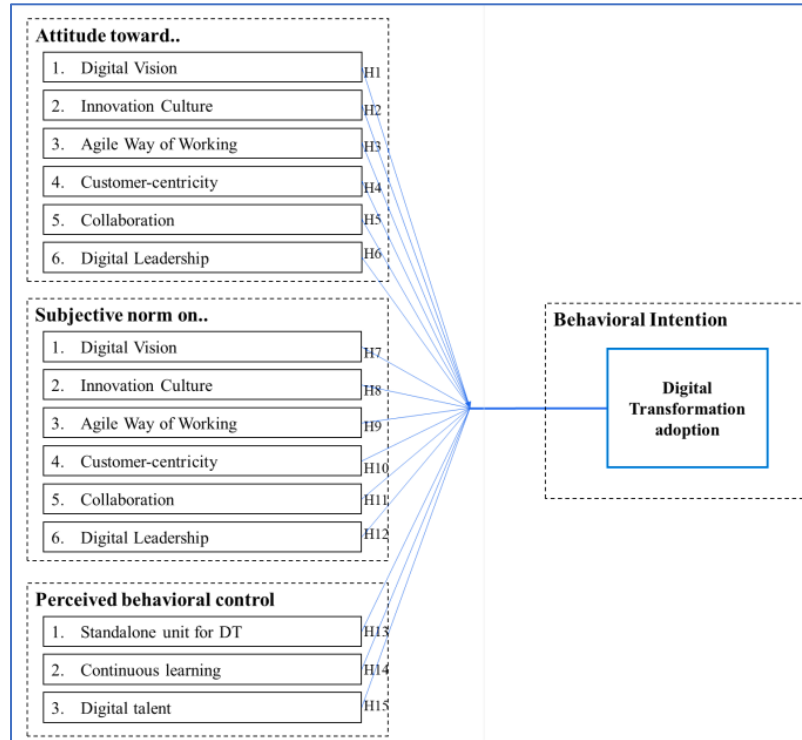 Attitude toward..
1. Digital Vision
H1
2. Innovation Culture
H2
3. Agile Way of Working
H3
4. Customer-centricity
H4
5. Collaboration
H5
6. Digital Leadership
H6
Subjective norm on..
1. Digital Vision
H7
2. Innovation Culture
H8
3. Agile Way of Working
H9
4. Customer-centricity
H10
5. Collaboration
H11
6. Digital Leadership
H12
Perceived behavioral control
1. Standalone unit for DT
H13
2. Continuous learning
H14
3. Digital talent
H15
Behavioral Intention
Digital
Transformation
adoption